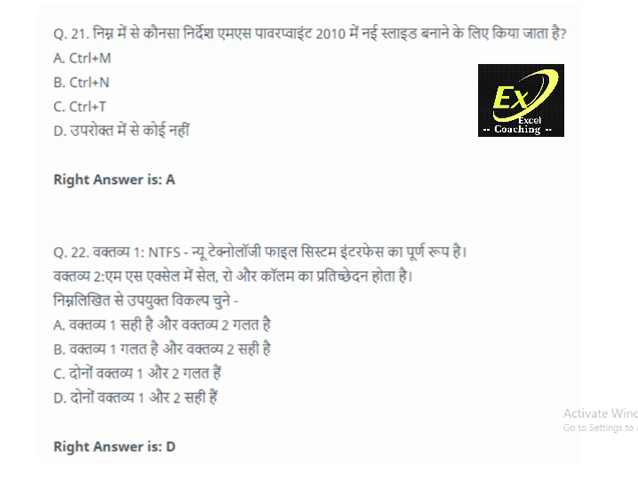 Q. 21. निम्न में से कौनसा निर्देश एमएस पावरप्वाइंट 2010 में नई स्लाइड बनाने के लिए किया जाता है?
A. Ctrl+M
B. Ctrl+N
C. Ctrl+T
D. उपरोक्त में से कोई नहीं
Ex
Excel
-- Coaching --
Right Answer is: A
Q. 22. वक्तव्य 1: NTFS - न्यू टेक्नोलॉजी फाइल सिस्टम इंटरफेस का पूर्ण रूप है।
वक्तव्य 2:एम एस एक्सेल में सेल, रो और कॉलम का प्रतिच्छेदन होता है।
निम्नलिखित से उपयुक्त विकल्प चुने -
A. वक्तव्य 1 सही है और वक्तव्य 2 गलत है
B. वक्तव्य 1 गलत है और वक्तव्य 2 सही है
C. दोनों वक्तव्य 1 और 2 गलत हैं
D. दोनों वक्तव्य 1 और 2 सही हैं
Activate Wind
Go to Settings to
Right Answer is: D